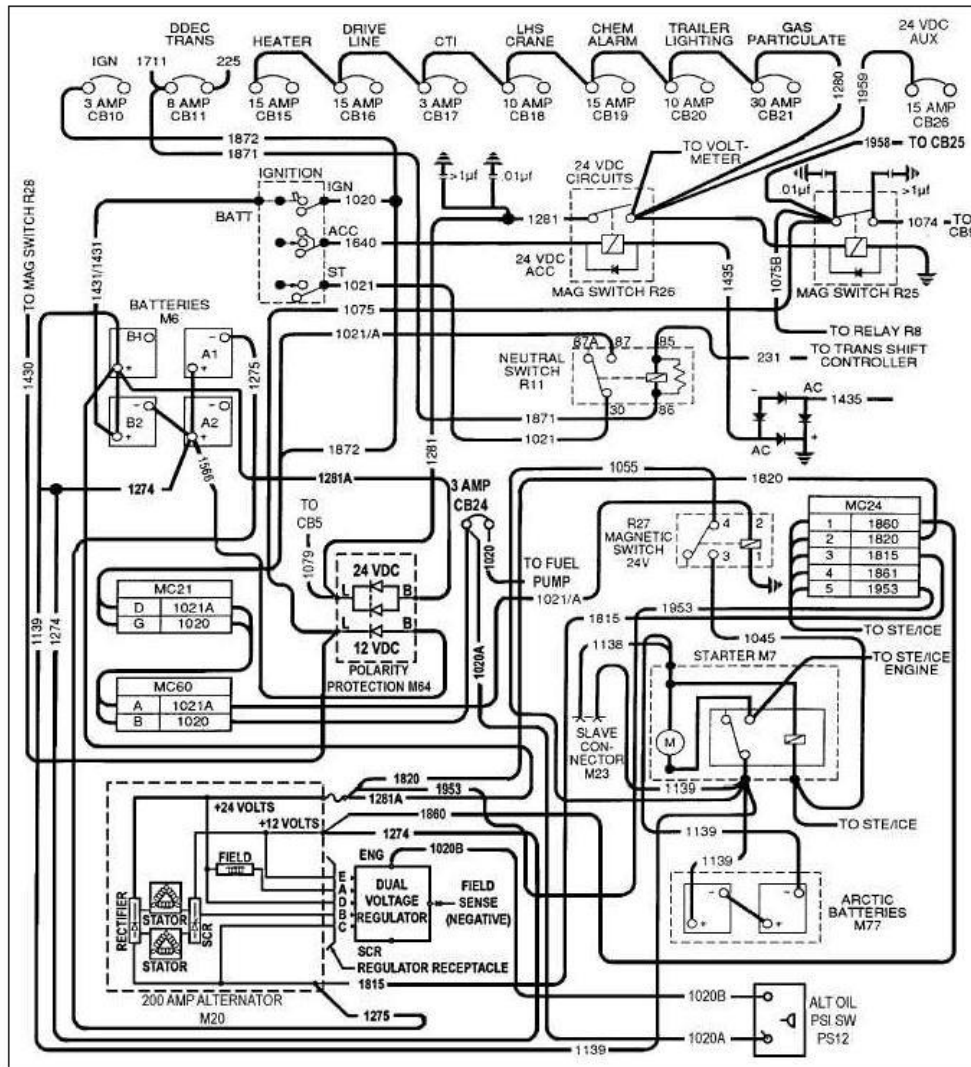 DDEC
TRANS
IGN
1711
225
HEATER
DRIVE
LINE
CTI
LHS
CRANE
CHEM
ALARM
TRAILER
LIGHTING
GAS
PARTICULATE
24 VDC
AUX
3 AMP
CB10
8 AMP
CB11
15 AMP
CB15
15 AMP
CB16
3 AMP
CB17
10 AMP
CB18
15 AMP
CB19
10 AMP
CB20
30 AMP
CB21
1280
1959
15 AMP
CB26
1872
1871
TO VOLT-
METER
1958
TO CB25
TO MAG SWITCH R28
IGNITION
IGN
1020
BATT
ACC
1640
ST
1021
>1µf
.01µf
24 VDC
CIRCUITS
1281
24 VDC
ACC
MAG SWITCH R26
1435
.01µf
>1µf
1074
TO
1075B
MAG SWITCH R25
1431/1431
BATTERIES
M6
1075
1021/A
TO RELAY R8
B1
A1
B2
A2
1430
1275
NEUTRAL
SWITCH
R11
87A
87
85
30
86
231
TO TRANS SHIFT
CONTROLLER
1871
1021
AC
1435
AC
1566
1872
1281
1274
1281A
3 AMP
CB24
1055
1820
TO
CB5
1079
1020
R27
MAGNETIC
SWITCH
24V
4
2
3
1
MC24
1 1860
2 1820
3 1815
4 1861
5 1953
TO FUEL
PUMP
1021/A
24 VDC
L
B
L
B
12 VDC
POLARITY
PROTECTION M64
MC21
D 1021A
G 1020
1139
1274
1953
1815
TO STE/ICE
1138
1045
STARTER M7
TO STE/ICE
ENGINE
1020A
MC60
A 1021A
B 1020
SLAVE
CON-
NECTOR
M23
M
1139
TO STE/ICE
1820
1953
1281A
+24 VOLTS
1860
+12 VOLTS
1274
1139
1020B
ENG
FIELD
E
A
D
B
C
DUAL
VOLTAGE
REGULATOR
FIELD
SENSE
(NEGATIVE)
1139
ARCTIC
BATTERIES
M77
RECTIFIER
STATOR
SCR
STATOR
SCR
REGULATOR RECEPTACLE
1815
200 AMP ALTERNATOR
M20
1275
1020B
ALT OIL
PSI SW
PS12
1020A
1139